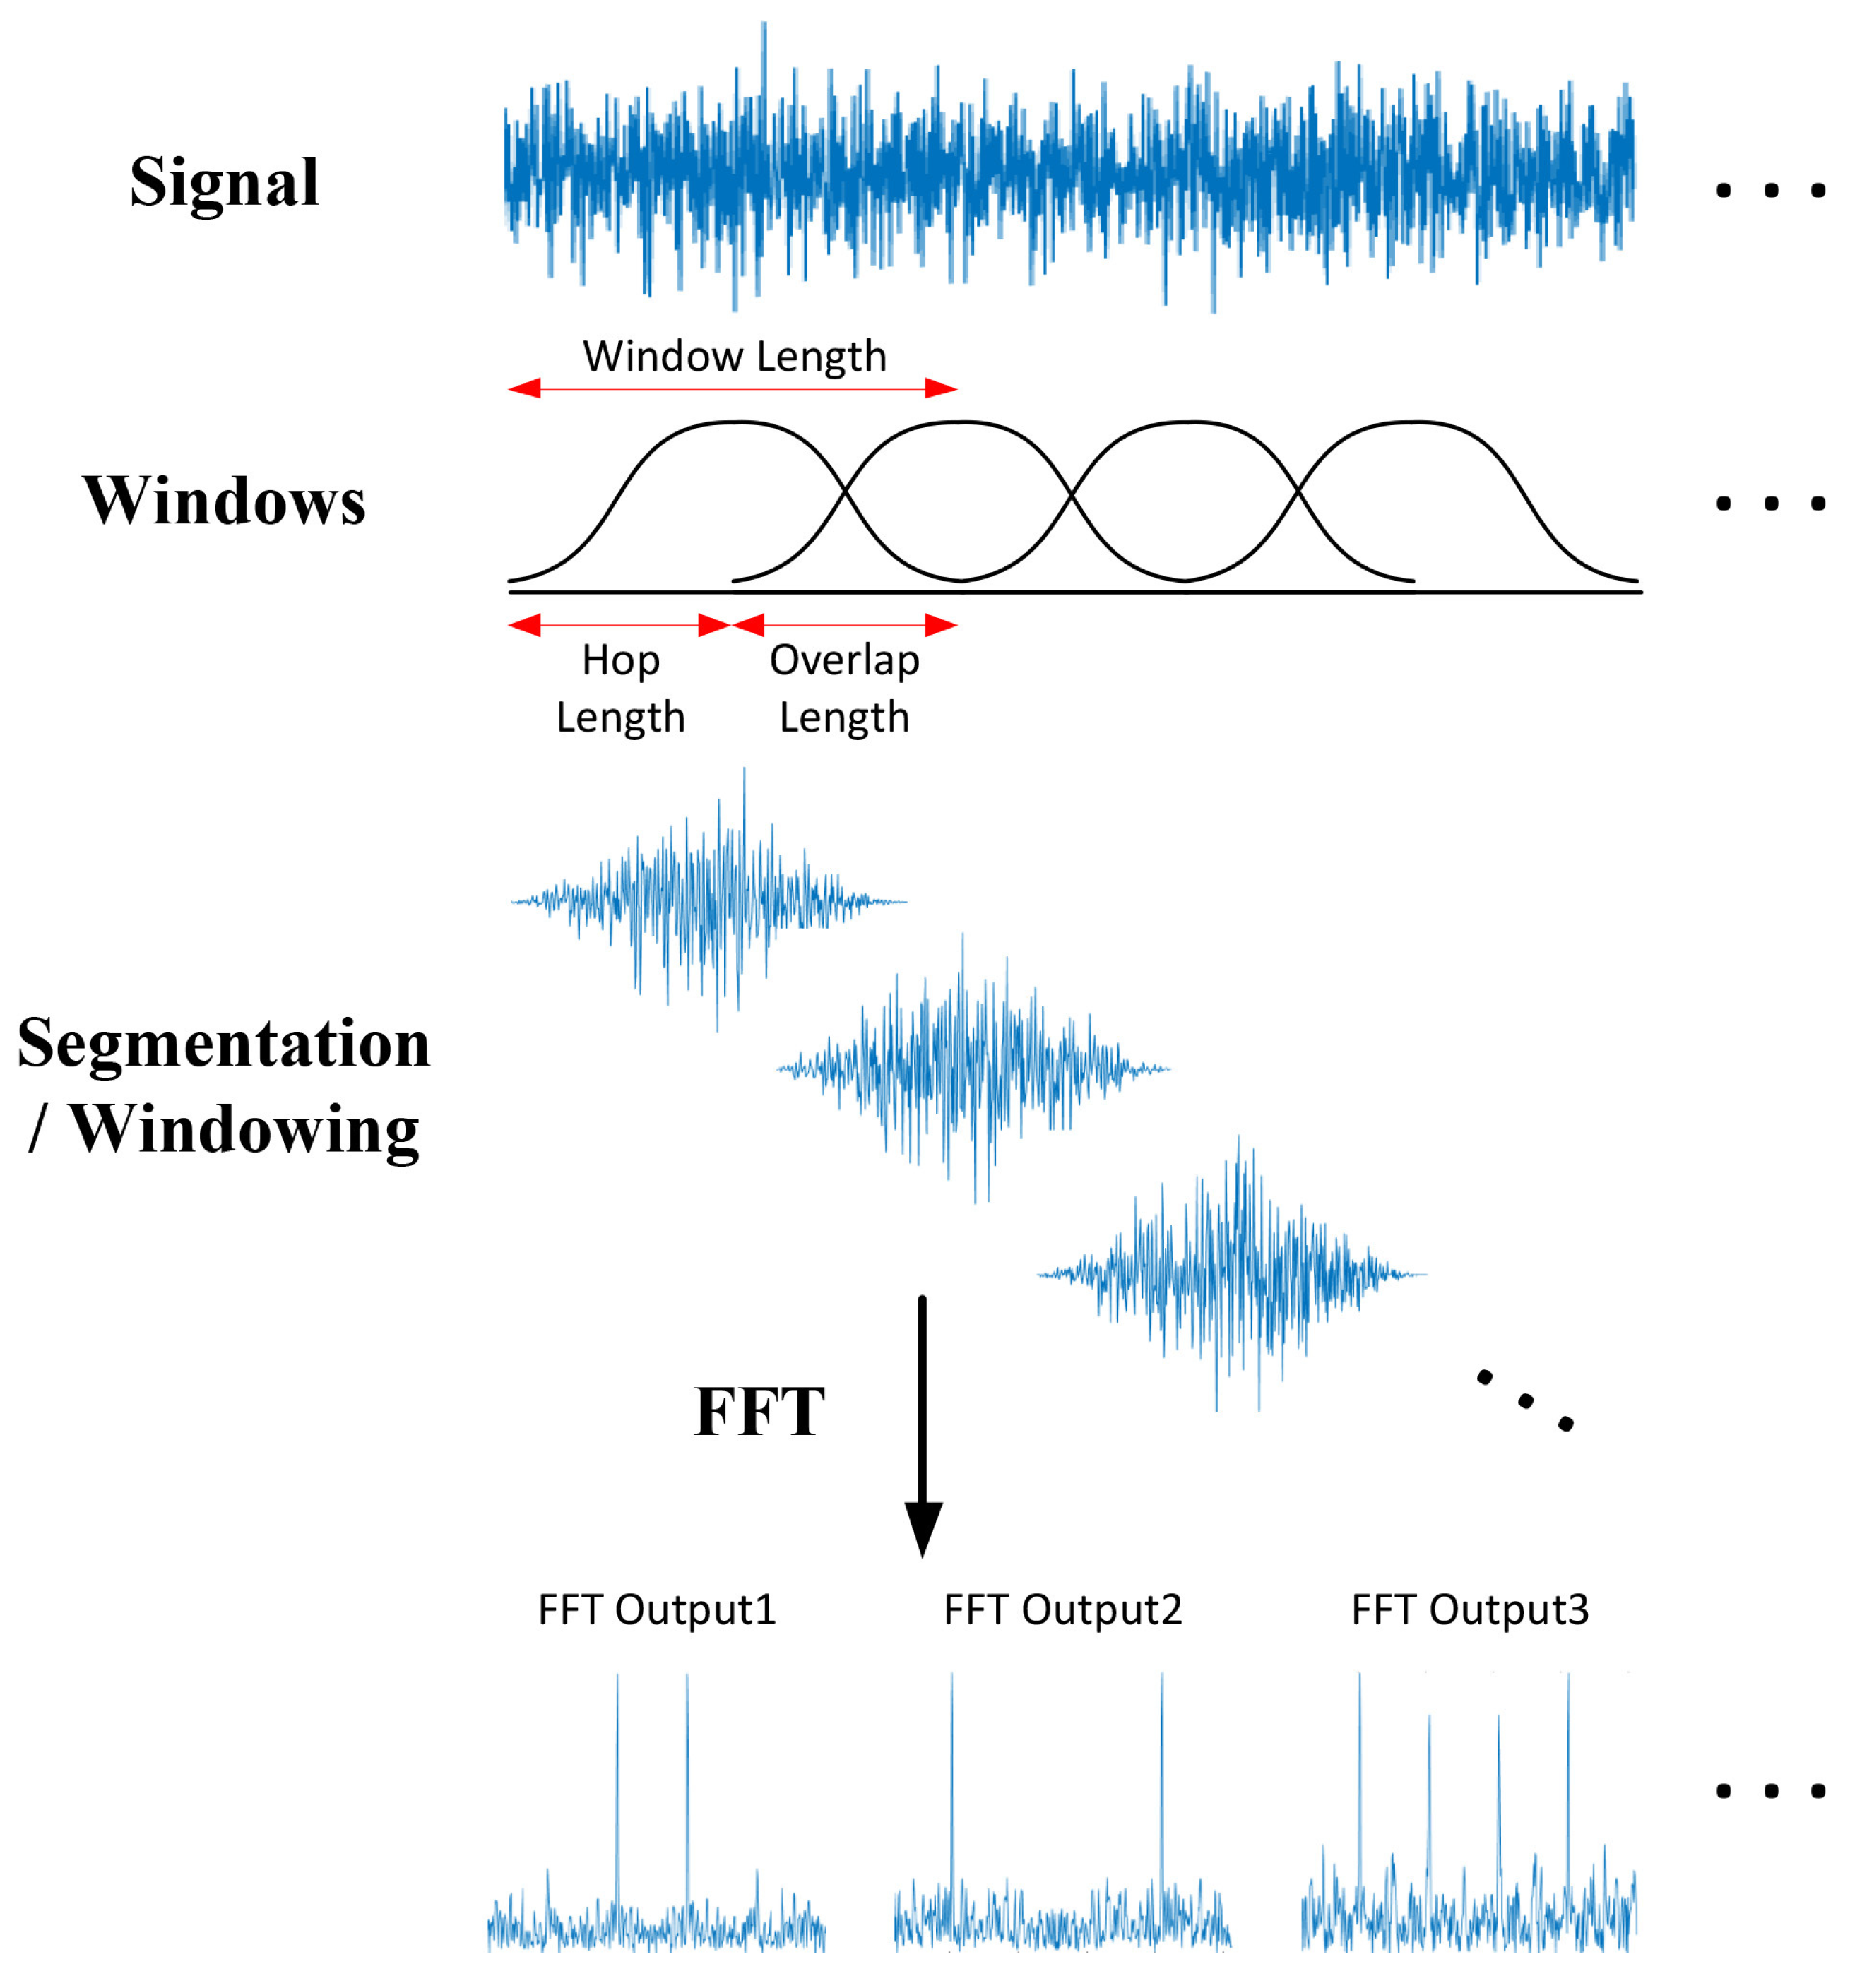 Signal
Window Length
Windows
Hop
Length
Overlap
Length
Segmentation
/ Windowing
FFT
FFT Output1
FFT Output2
FFT Output3